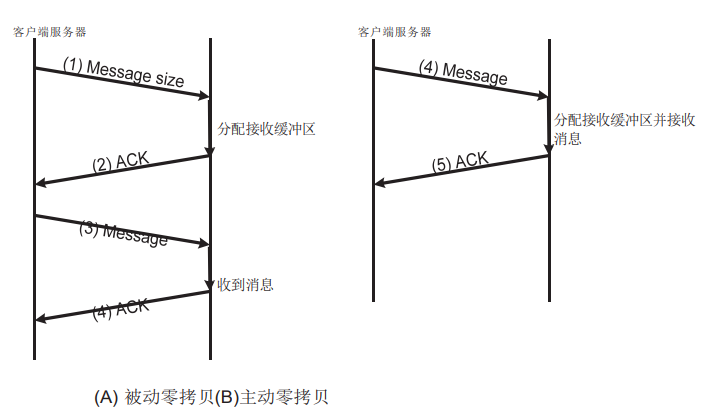 客户端服务器
(1) Message size
分配接收缓冲区
(2) ACK
(3) Message
收到消息
(4) ACK
客户端服务器
(4) Message
分配接收缓冲区并接收
消息
(5) ACK
(A) 被动零拷贝(B)主动零拷贝